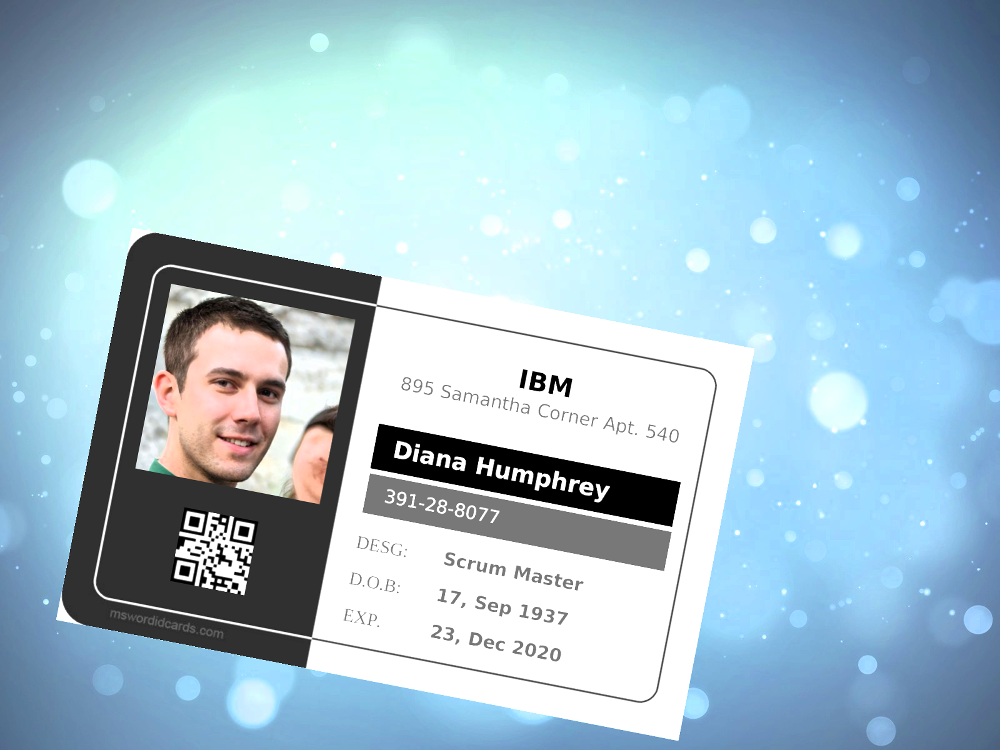 IBM
895 Samantha Corner Apt. 540
Diana Humphrey
391-28-8077
DESG: Scrum Master
D.O.B: 17, Sep 1937
EXP. 23, Dec 2020
mswordidcards.com